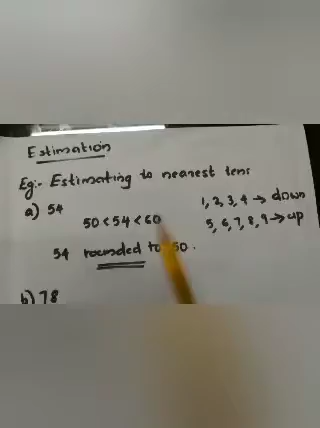 Estimation
Eg:- Estimating to nearest tens
a) 54
1, 2, 3, 4 → down
50 < 54 < 60
5, 6, 7, 8, 9 → up
54 rounded to 50.
b) 78